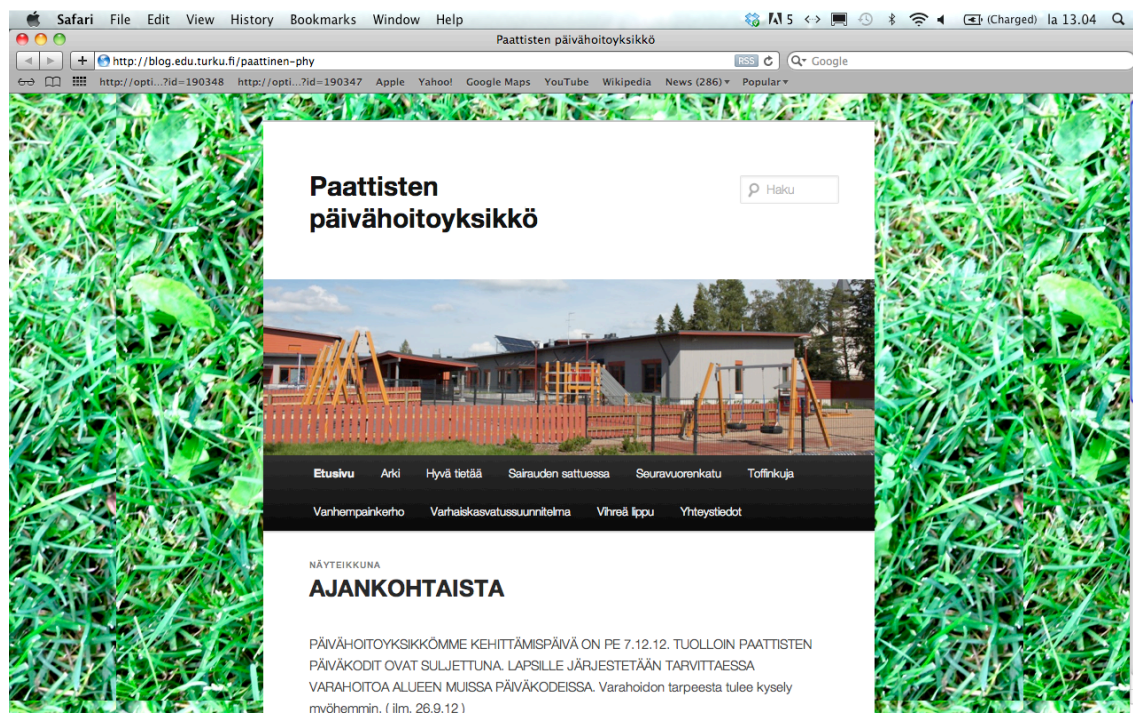 Safari File Edit View History Bookmarks Window Help 5 (Charged) la 13.04
Paattisten päivähoitoyksikkö
http://blog.edu.turku.fi/paattinen-phy RSS Google
http://opti...?id=190348 http://opti...?id=190347 Apple Yahoo! Google Maps YouTube Wikipedia News (286) Popular
Paattisten
päivähoitoyksikkö
Haku
Etusivu Arki Hyvä tietää Sairauden sattuessa Seuravuorenkatu Toffinkuja
Vanhempainkerho Varhaiskasvatussuunnitelma Vihreä lippu Yhteystiedot
NÄYTEIKKUNA
AJANKOHTAISTA
PÄIVÄHOITOYKSIKKÖMME KEHITTÄMISPÄIVÄ ON PE 7.12.12. TUOLLOIN PAATTISTEN
PÄIVÄKODIT OVAT SULJETTUNA. LAPSILLE JÄRJESTETÄÄN TARVITTAESSA
VARAHOITOA ALUEEN MUISSA PÄIVÄKODEISSA. Varahoidon tarpeesta tulee kysely
myöhemmin. ( ilm. 26.9.12 )